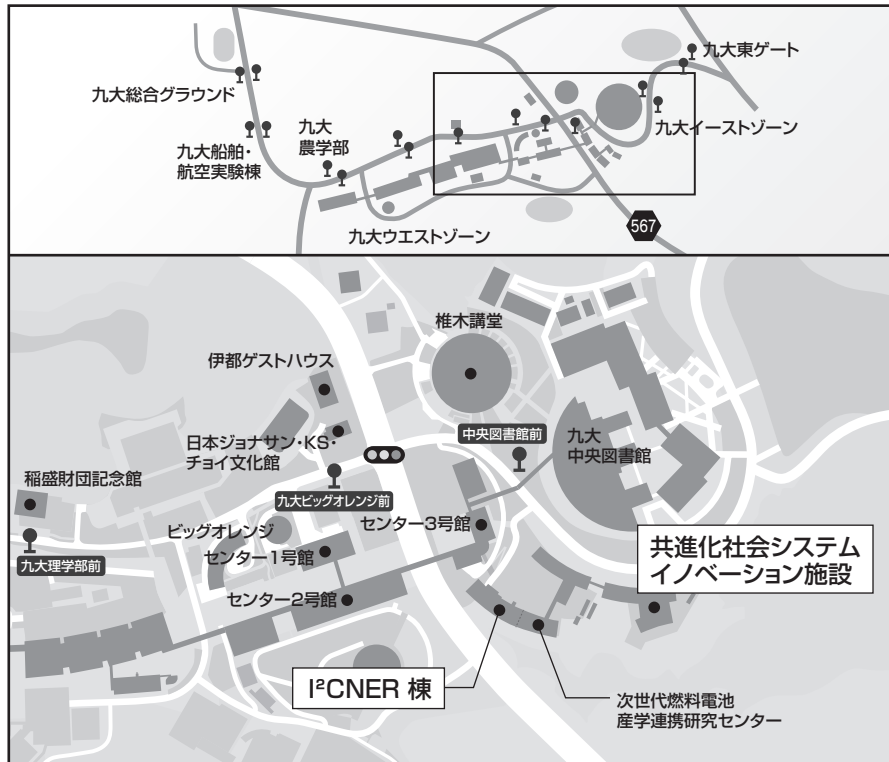 九大東ゲート
九大総合グラウンド
九大イーストゾーン
九大
農学部
九大船舶・
航空実験棟
九大ウエストゾーン
567
椎木講堂
伊都ゲストハウス
日本ジョナサン・KS・
チョイ文化館
中央図書館前
九大
中央図書館
稲盛財団記念館
九大ビッグオレンジ前
ビッグオレンジ
センター3号館
センター1号館
九大理学部前
共進化社会システム
イノベーション施設
センター2号館
I²CNER 棟
次世代燃料電池
産学連携研究センター